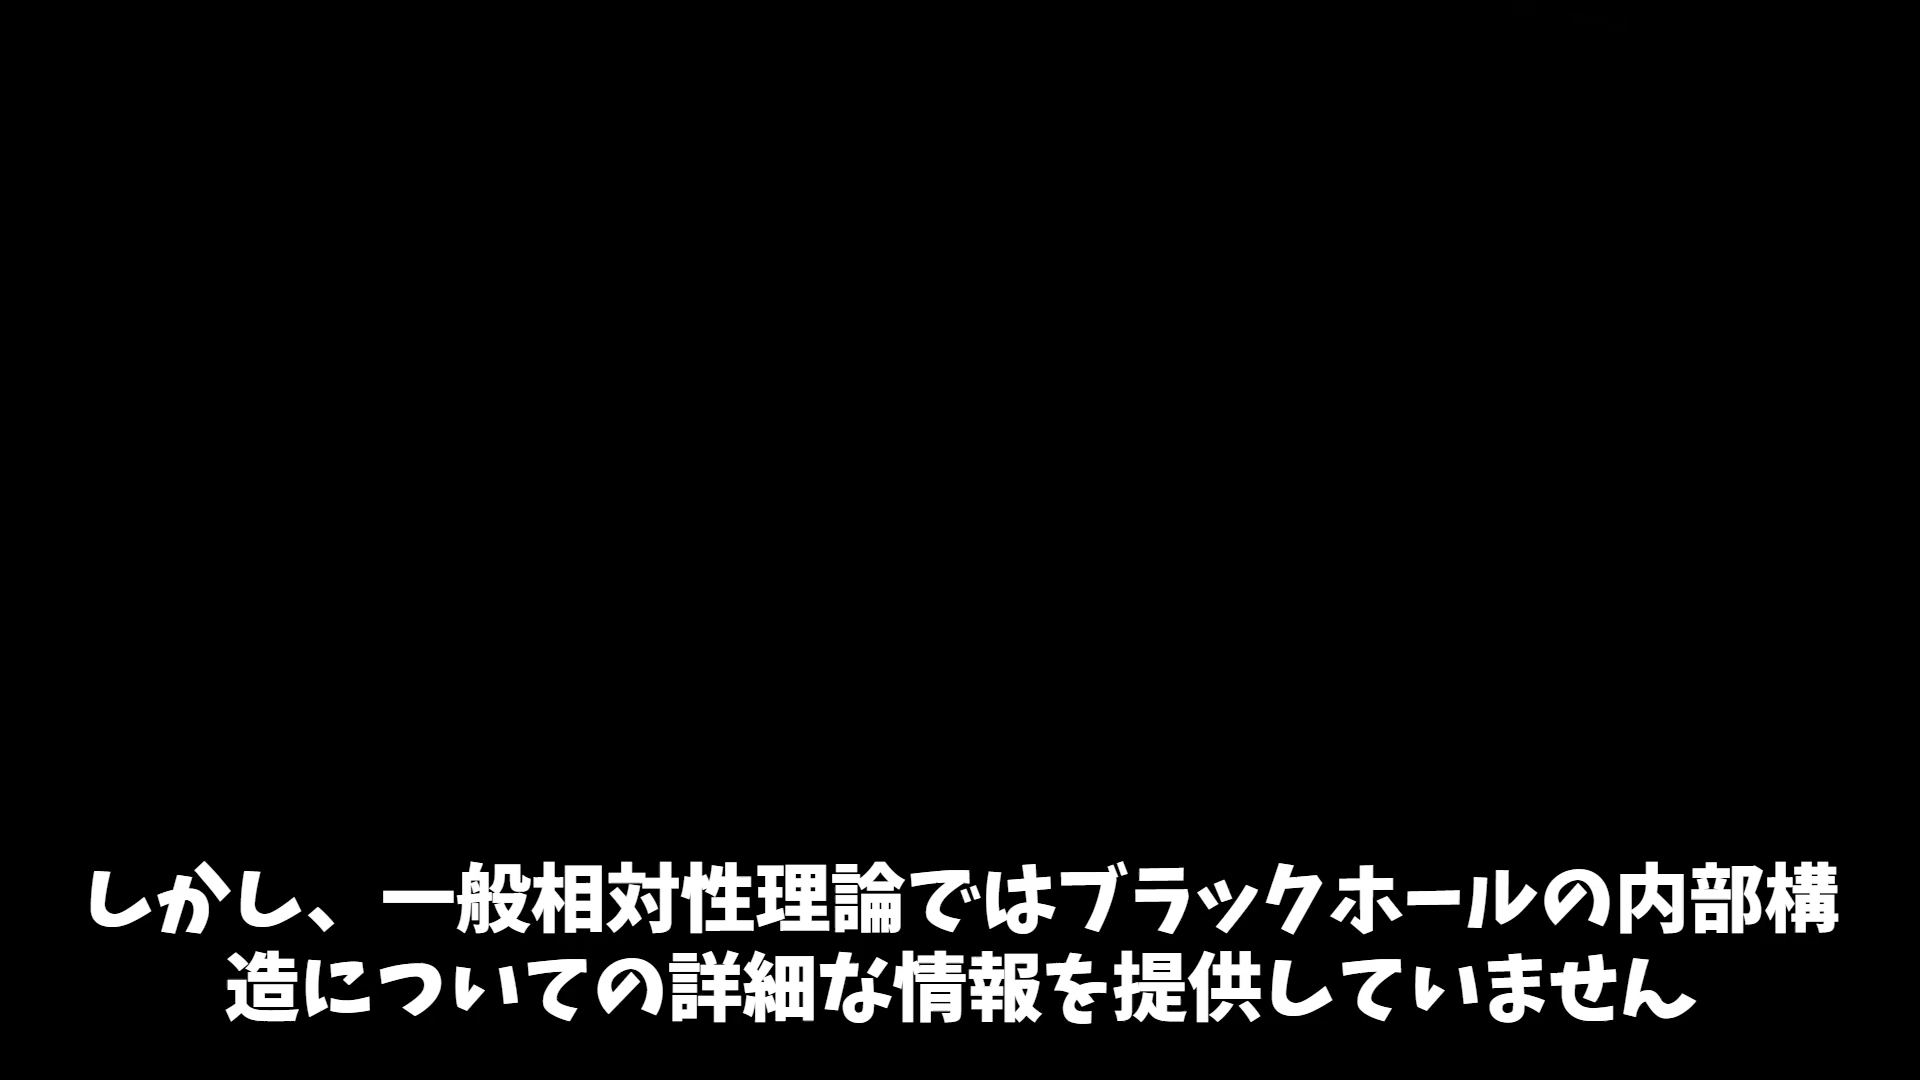 しかし、一般相対性理論ではブラックホールの内部構
造についての詳細な情報を提供していません